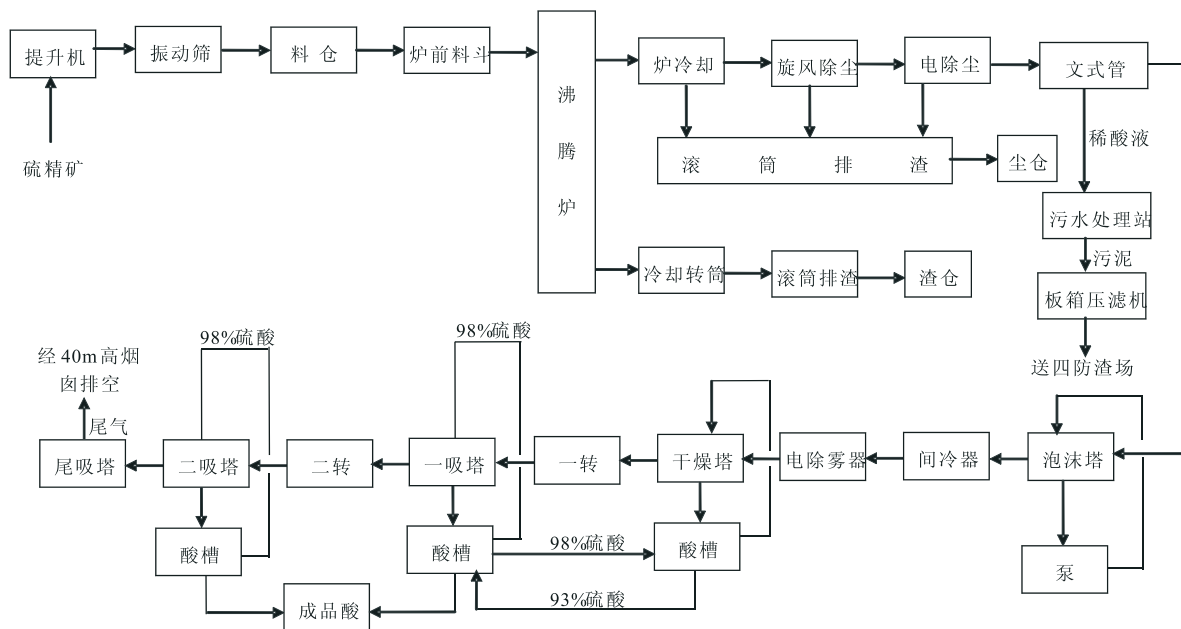 提升机
振动筛
料仓
炉前料斗
硫精矿
沸腾炉
炉冷却
旋风除尘
电除尘
文式管
滚筒排渣
尘仓
稀酸液
污水处理站
污泥
板箱压滤机
送四防渣场
冷却转筒
滚筒排渣
渣仓
经40m高烟
囱排空
尾气
98%硫酸
98%硫酸
尾吸塔
二吸塔
二转
一吸塔
一转
干燥塔
电除雾器
间冷器
泡沫塔
酸槽
酸槽
98%硫酸
酸槽
泵
成品酸
93%硫酸